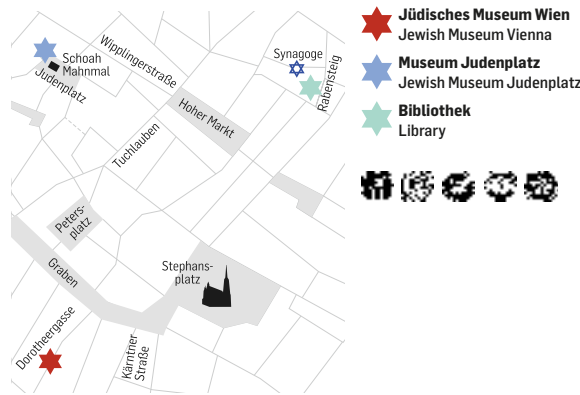 Jüdisches Museum Wien
Jewish Museum Vienna
Museum Judenplatz
Jewish Museum Judenplatz
Bibliothek
Library
Schoah
Mahnmal
Judenplatz
Wipplingerstraße
Synagoge
Rabensteig
Hoher Markt
Tuchlauben
Peters-
platz
Graben
Stephans-
platz
Dorotheergasse
Kärntner
Straße